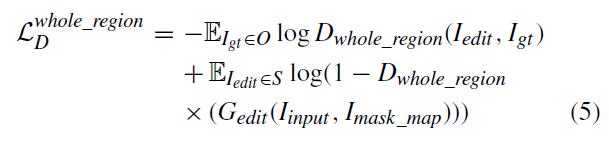 $\mathcal{L}_{D}^{whole\_region} = -\mathbb{E}_{I_{gt} \in O} \log D_{whole\_region}(I_{edit}, I_{gt})$
$+ \mathbb{E}_{I_{edit} \in S} \log(1 - D_{whole\_region}$
$\times (G_{edit}(I_{input}, I_{mask\_map})))$ (5)